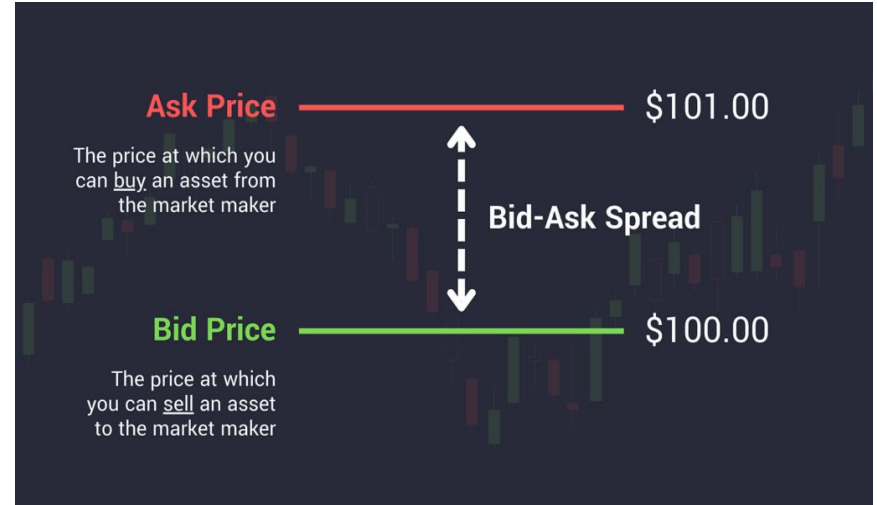 Ask Price
$101.00
The price at which you
can buy an asset from
the market maker
Bid-Ask Spread
Bid Price
$100.00
The price at which
you can sell an asset
to the market maker